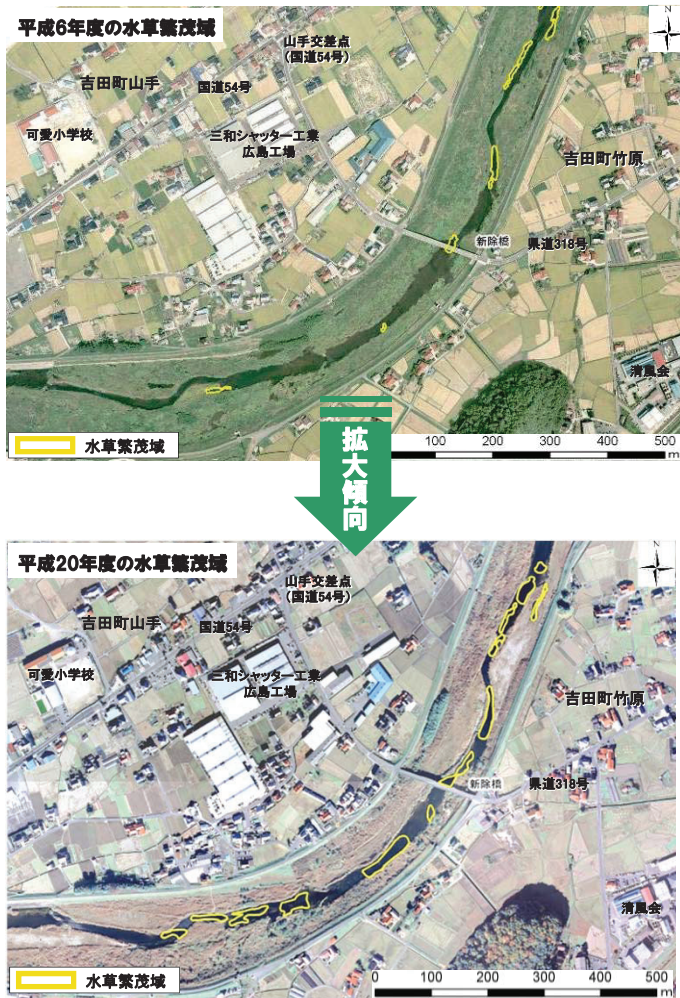 平成6年度の水草繁茂域
N
山手交差点
(国道54号)
吉田町山手
国道54号
可愛小学校
三和シャッター工業
広島工場
吉田町竹原
新除橋
県道318号
清風会
水草繁茂域
100 200 300 400 500
m
拡大傾向
平成20年度の水草繁茂域
N
山手交差点
(国道54号)
吉田町山手
国道54号
可愛小学校
三和シャッター工業
広島工場
吉田町竹原
新除橋
県道318号
清風会
水草繁茂域
0 100 200 300 400 500
m